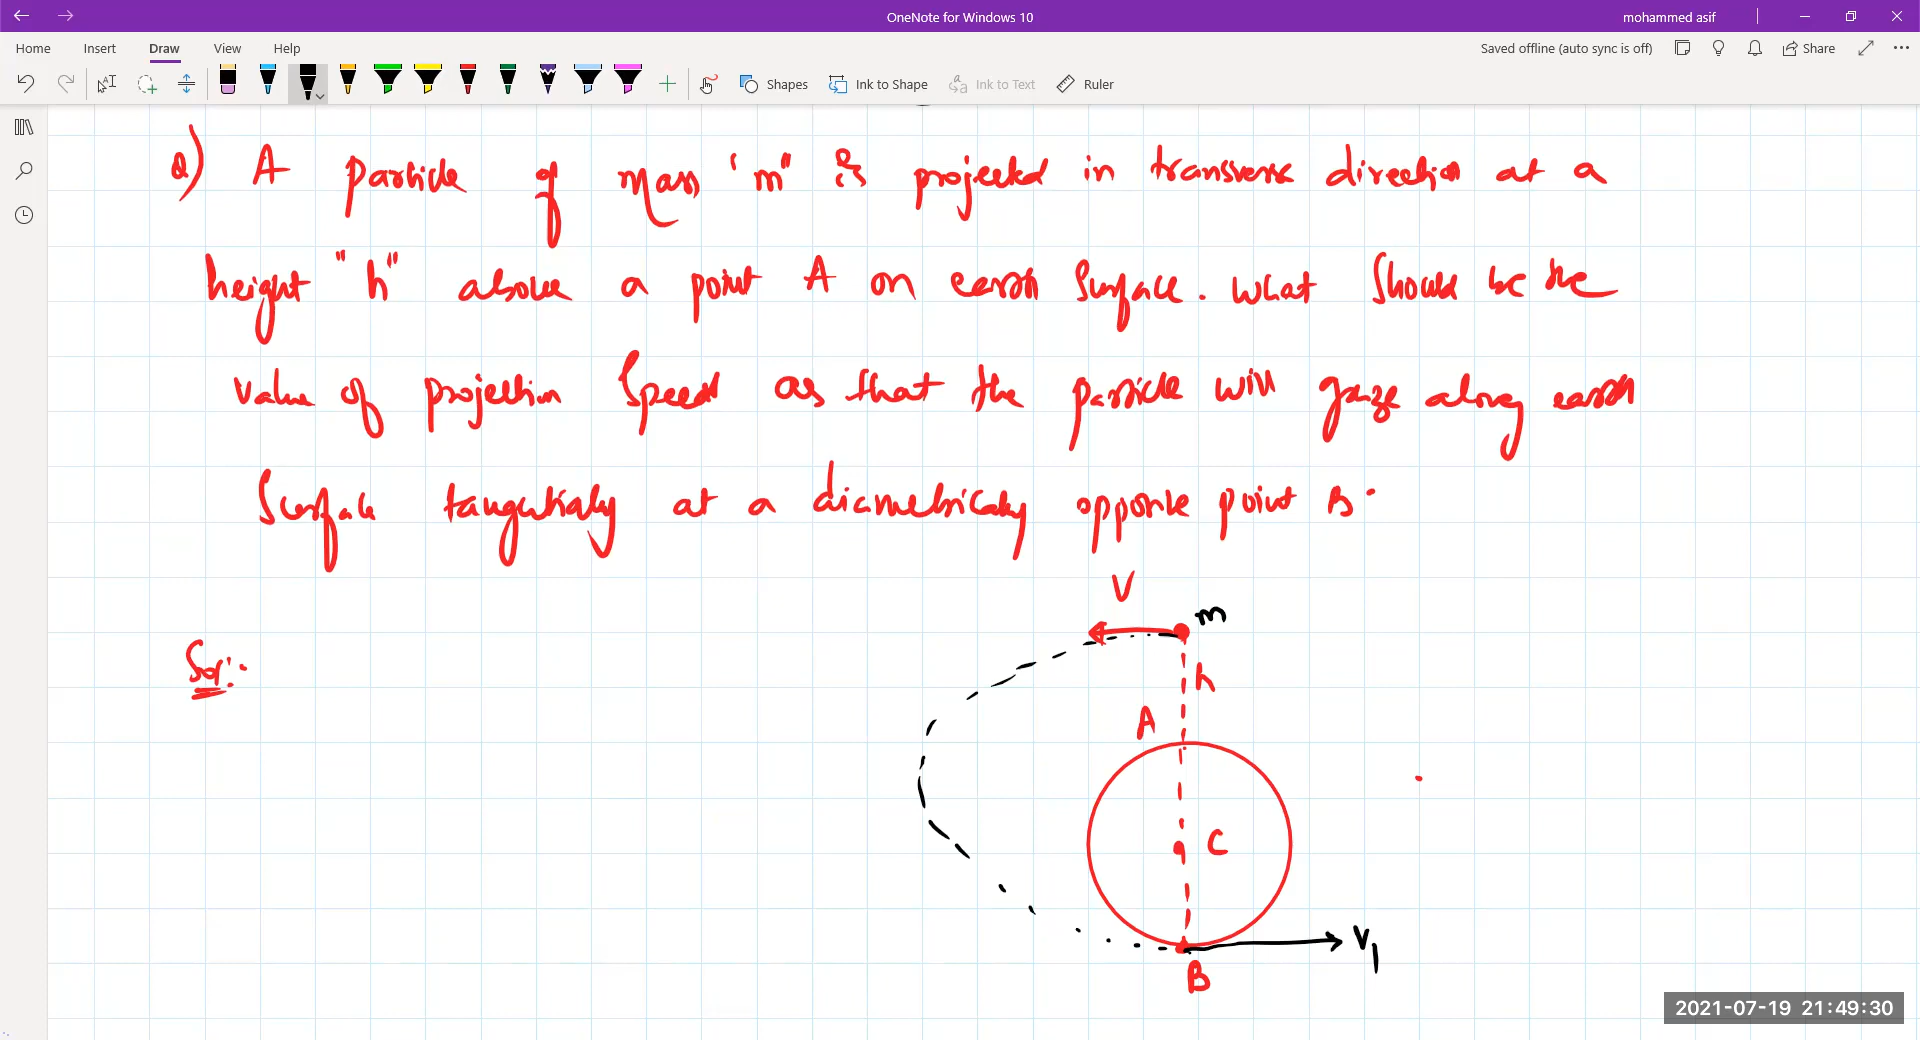 OneNote for Windows 10
mohammed asif
Home Insert Draw View Help
Saved offline (auto sync is off) Share
Shapes Ink to Shape Ink to Text Ruler
Q) A particle of mass "m" is projected in transverse direction at a
height "h" above a point A on earth surface. What should be the
value of projection speed as that the particle will graze along earth
surface tangentialy at a diametricaly opposite point B.
V
m
Sol:-
h
A
C
V1
B
2021-07-19 21:49:30